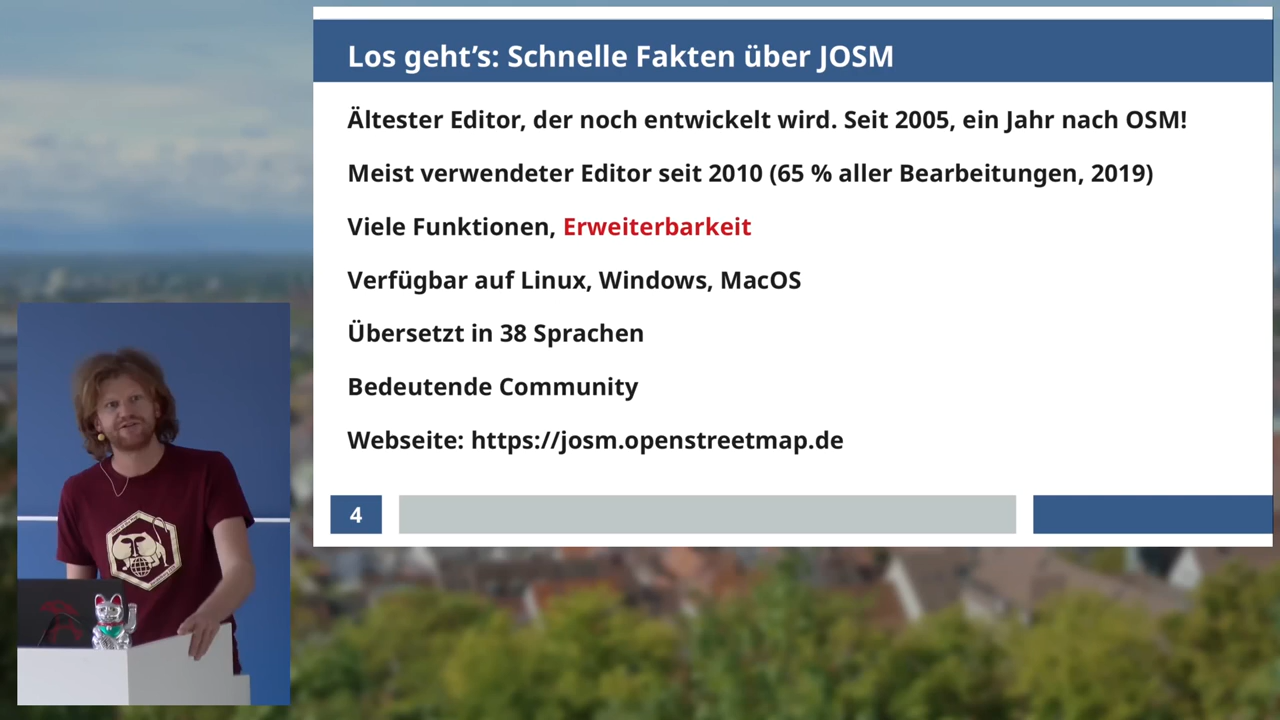 Los geht’s: Schnelle Fakten über JOSM
Ältester Editor, der noch entwickelt wird. Seit 2005, ein Jahr nach OSM!
Meist verwendeter Editor seit 2010 (65 % aller Bearbeitungen, 2019)
Viele Funktionen, Erweiterbarkeit
Verfügbar auf Linux, Windows, MacOS
Übersetzt in 38 Sprachen
Bedeutende Community
Webseite: https://josm.openstreetmap.de
4